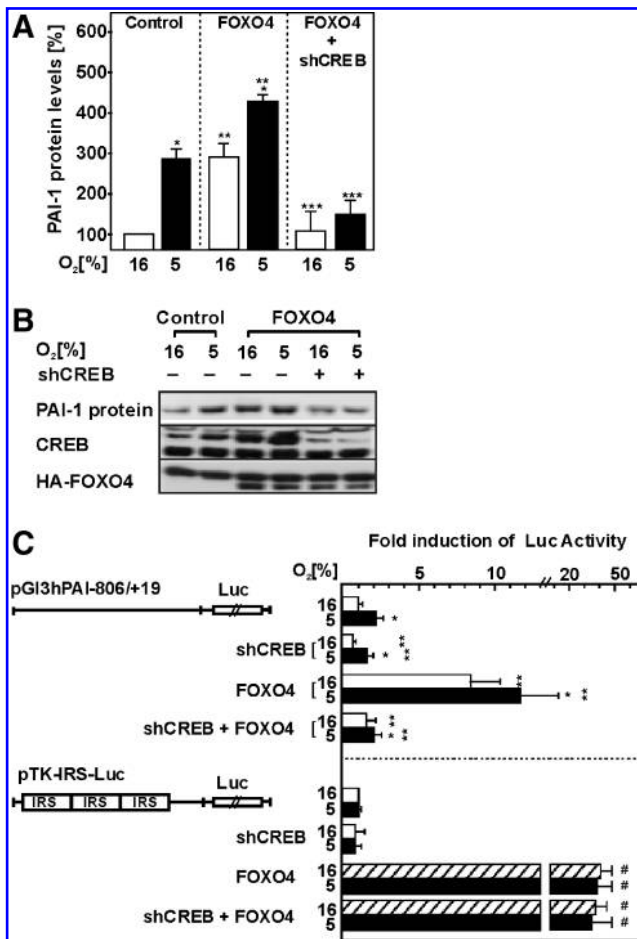 A
Control FOXO4 FOXO4 + shCREB
PAI-1 protein levels [%]
600
500
400
300
200
100
* ** ** * *** ***
O₂[%] 16 5 16 5 16 5
B
Control FOXO4
O₂[%] 16 5 16 5 16 5
shCREB – – – – + +
PAI-1 protein
CREB
HA-FOXO4
C
Fold induction of Luc Activity
O₂[%] 5 10 // 20 50
pGl3hPAI-806/+19 Luc
16
5 *
shCREB [ 16 **
5 * **
FOXO4 [ 16 **
5 * **
shCREB + FOXO4 [ 16 **
5 * **
pTK-IRS-Luc Luc
IRS IRS IRS
16
5
shCREB 16
5
FOXO4 16 #
5 #
shCREB + FOXO4 16 #
5 #